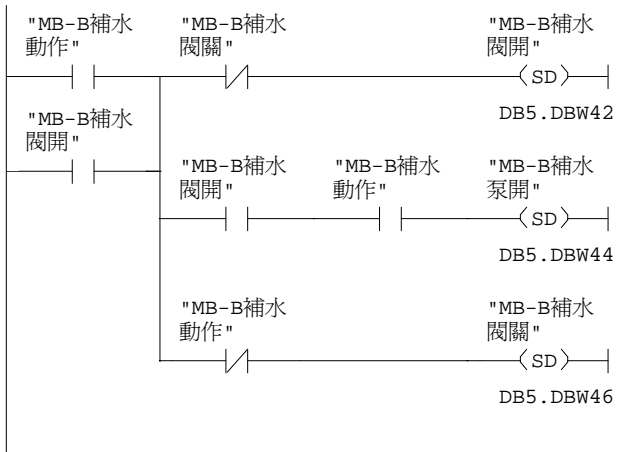 "MB-B補水
動作"
"MB-B補水
閥關"
"MB-B補水
閥開"
SD
DB5.DBW42
"MB-B補水
閥開"
"MB-B補水
閥開"
"MB-B補水
動作"
"MB-B補水
泵開"
SD
DB5.DBW44
"MB-B補水
動作"
"MB-B補水
閥關"
SD
DB5.DBW46